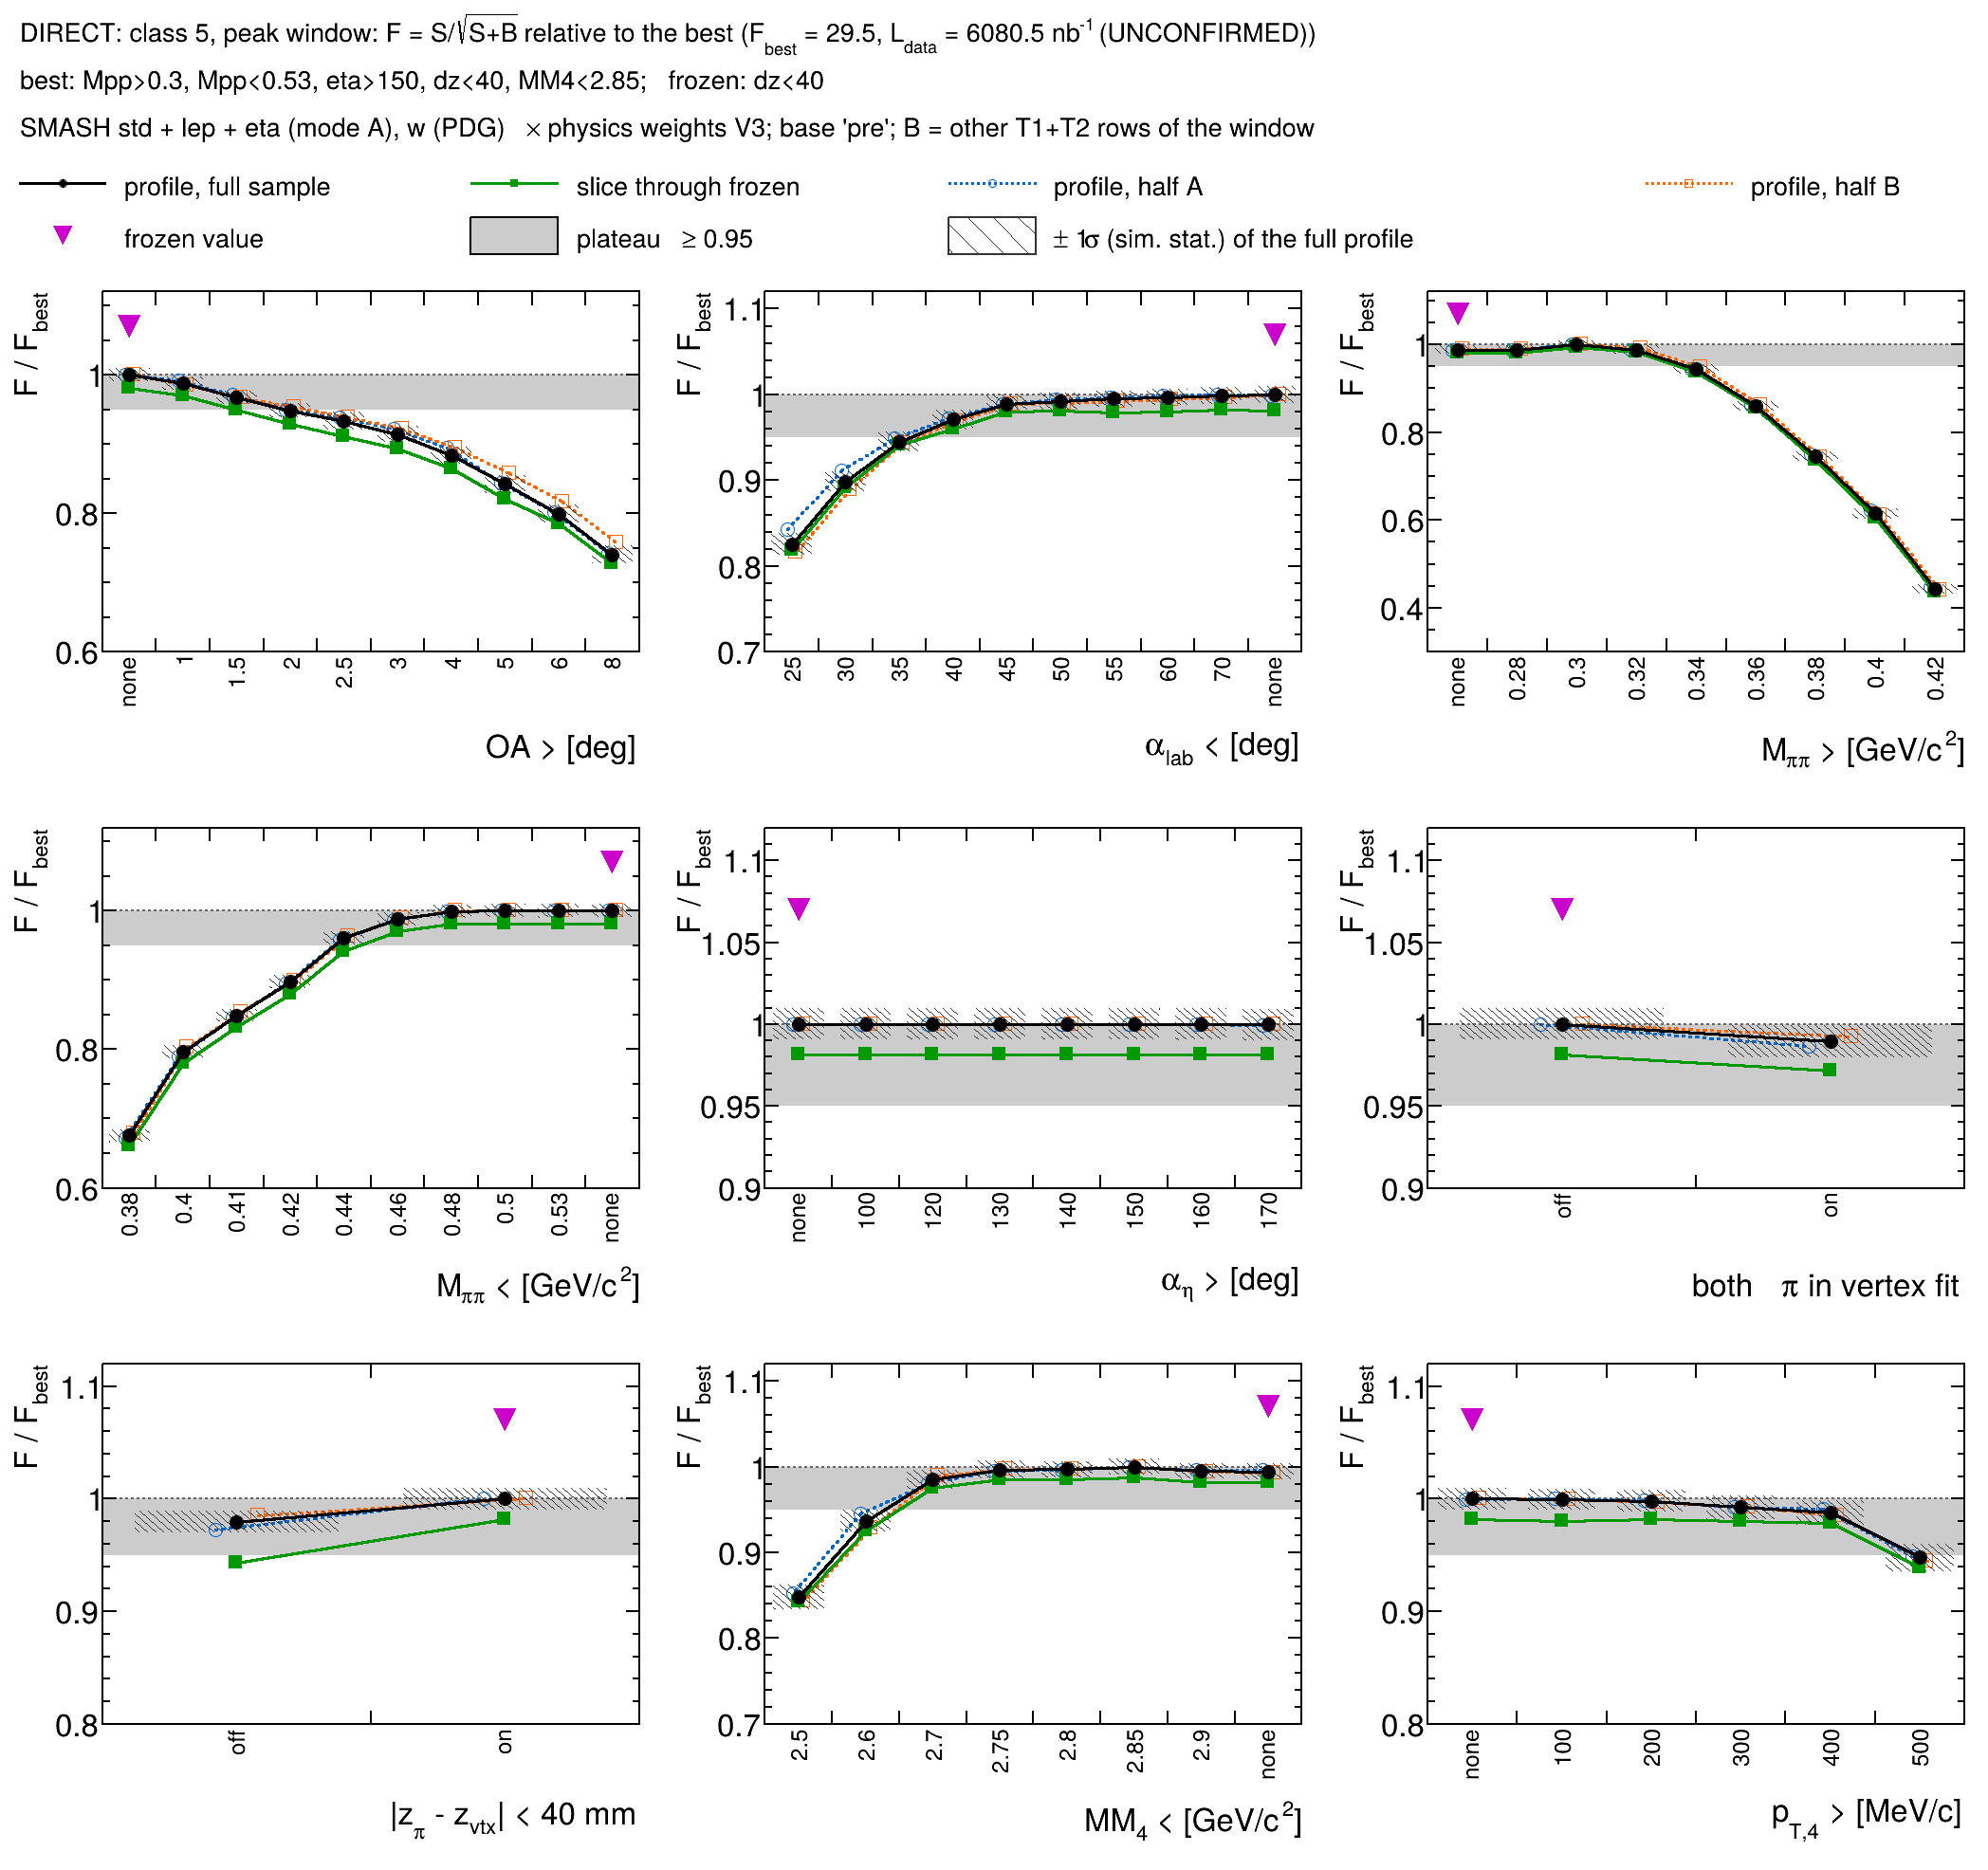 DIRECT: class 5, peak window: F = S/√S+B relative to the best (F_best = 29.5, L_data = 6080.5 nb⁻¹ (UNCONFIRMED))
best: Mpp>0.3, Mpp<0.53, eta>150, dz<40, MM4<2.85; frozen: dz<40
SMASH std + lep + eta (mode A), w (PDG) × physics weights V3; base 'pre'; B = other T1+T2 rows of the window
profile, full sample
slice through frozen
profile, half A
profile, half B
frozen value
plateau ≥ 0.95
± 1σ (sim. stat.) of the full profile
F / F_best
1
0.8
0.6
none 1 1.5 2 2.5 3 4 5 6 8
OA > [deg]
F / F_best
1.1
1
0.9
0.8
0.7
25 30 35 40 45 50 55 60 70 none
α_lab < [deg]
F / F_best
1
0.8
0.6
0.4
none 0.28 0.3 0.32 0.34 0.36 0.38 0.4 0.42
M_ππ > [GeV/c²]
F / F_best
1
0.8
0.6
0.38 0.4 0.41 0.42 0.44 0.46 0.48 0.5 0.53 none
M_ππ < [GeV/c²]
F / F_best
1.1
1.05
1
0.95
0.9
none 100 120 130 140 150 160 170
α_η > [deg]
F / F_best
1.1
1.05
1
0.95
0.9
off on
both π in vertex fit
F / F_best
1.1
1
0.9
0.8
off on
|z_π - z_vtx| < 40 mm
F / F_best
1.1
1
0.9
0.8
0.7
2.5 2.6 2.7 2.75 2.8 2.85 2.9 none
MM₄ < [GeV/c²]
F / F_best
1.1
1
0.9
0.8
none 100 200 300 400 500
p_T,4 > [MeV/c]